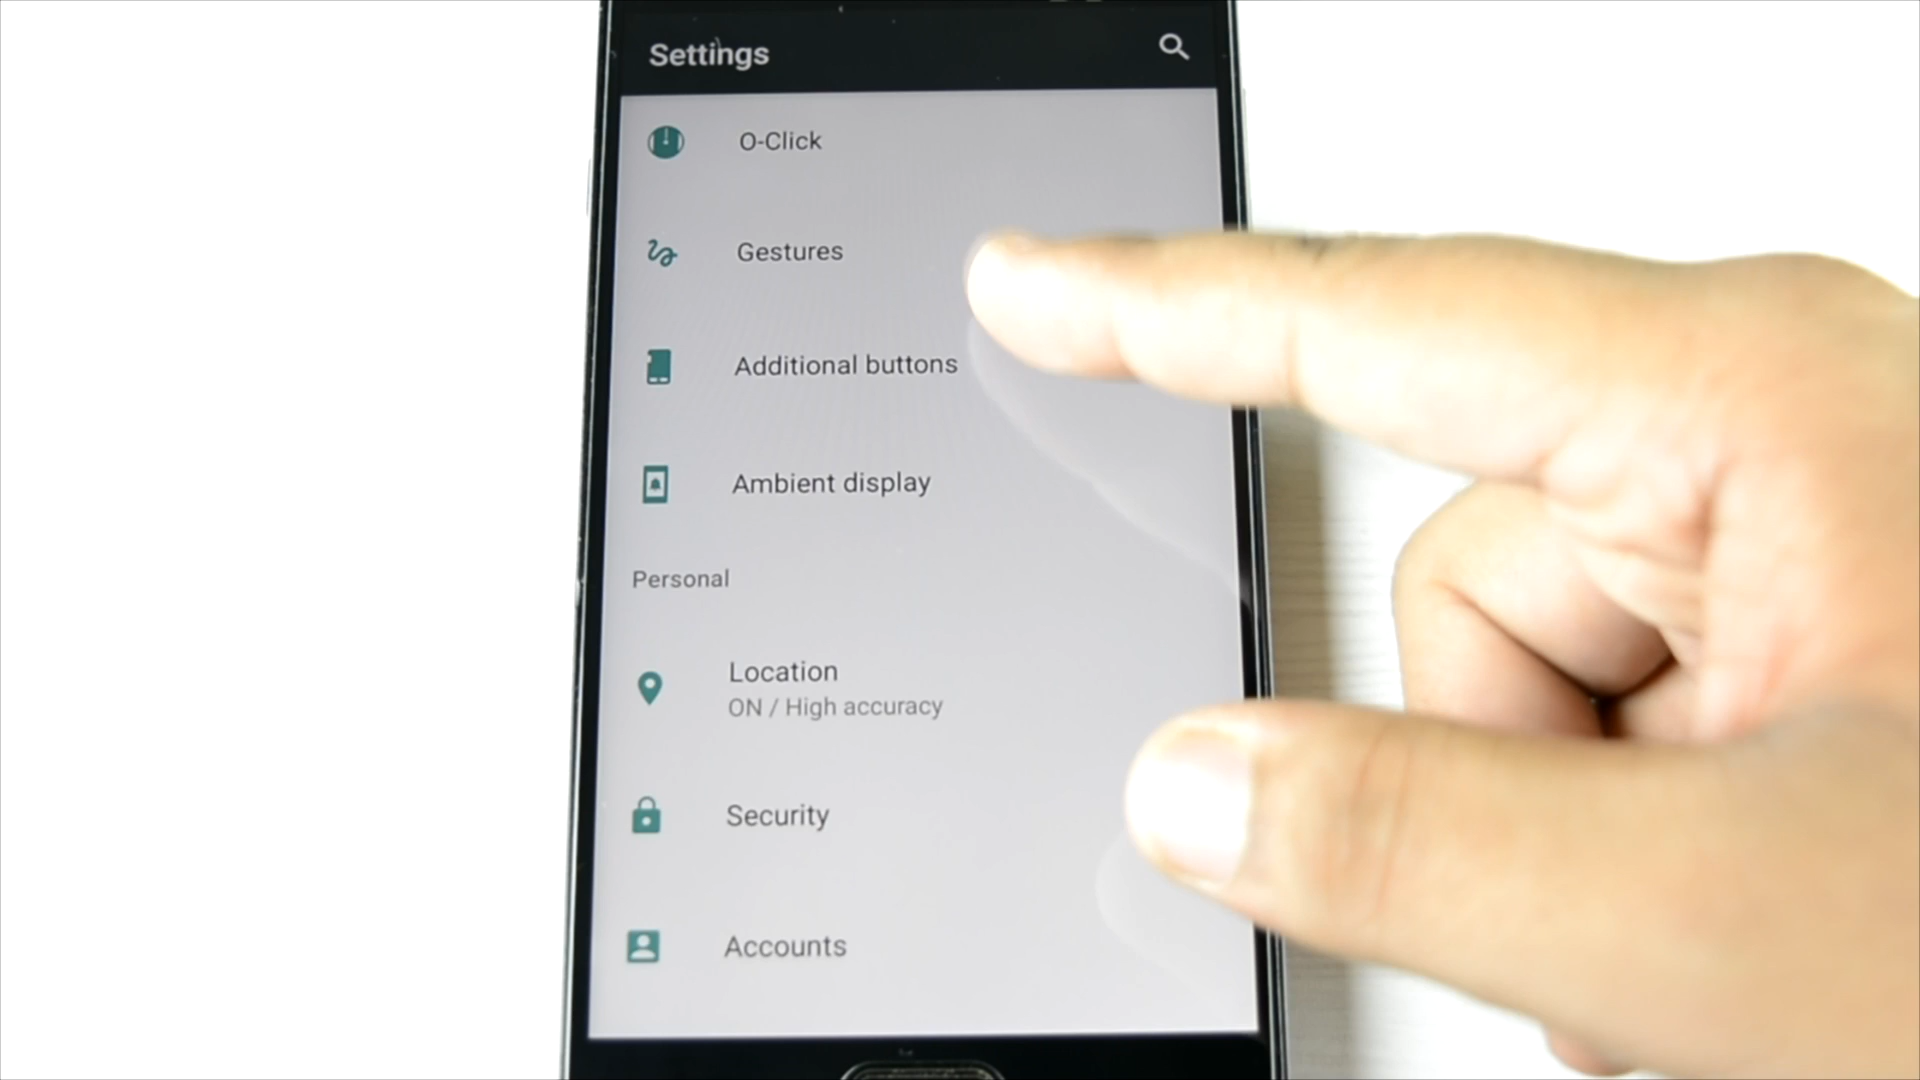 Settings
O-Click
Gestures
Additional buttons
Ambient display
Personal
Location
ON / High accuracy
Security
Accounts